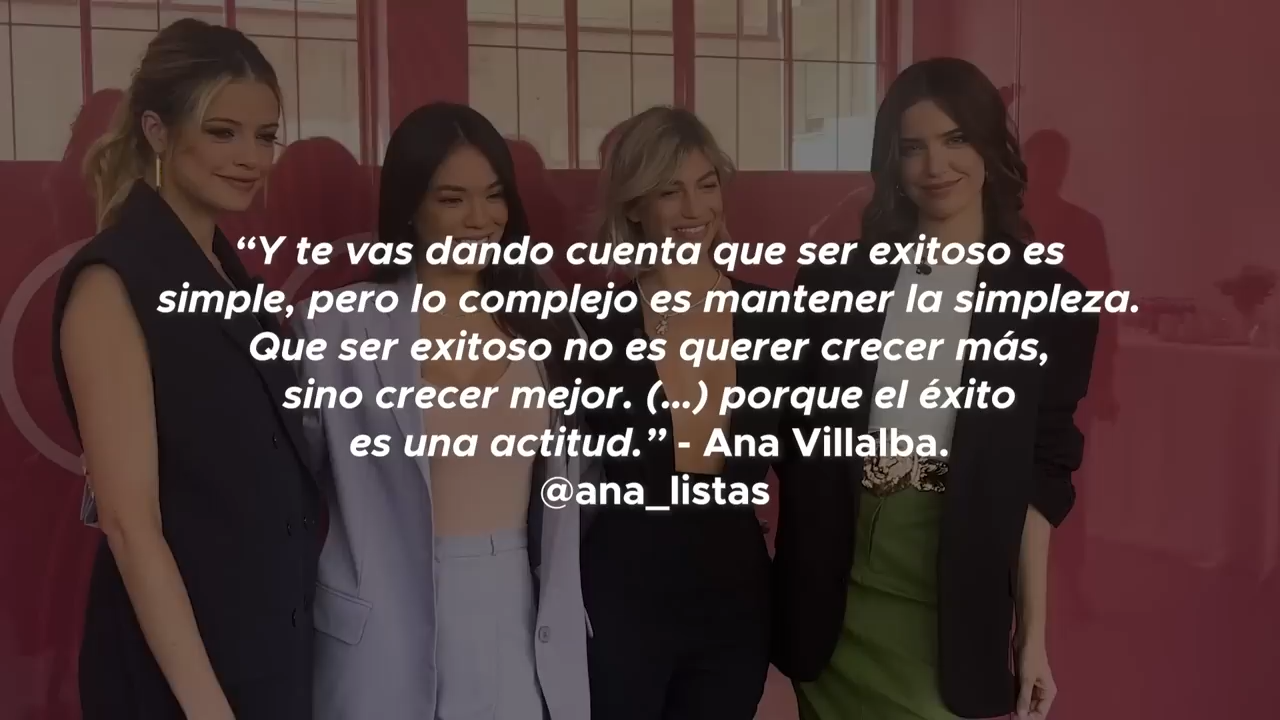 “Y te vas dando cuenta que ser exitoso es
simple, pero lo complejo es mantener la simpleza.
Que ser exitoso no es querer crecer más,
sino crecer mejor. (...) porque el éxito
es una actitud.” - Ana Villalba.
@ana_listas